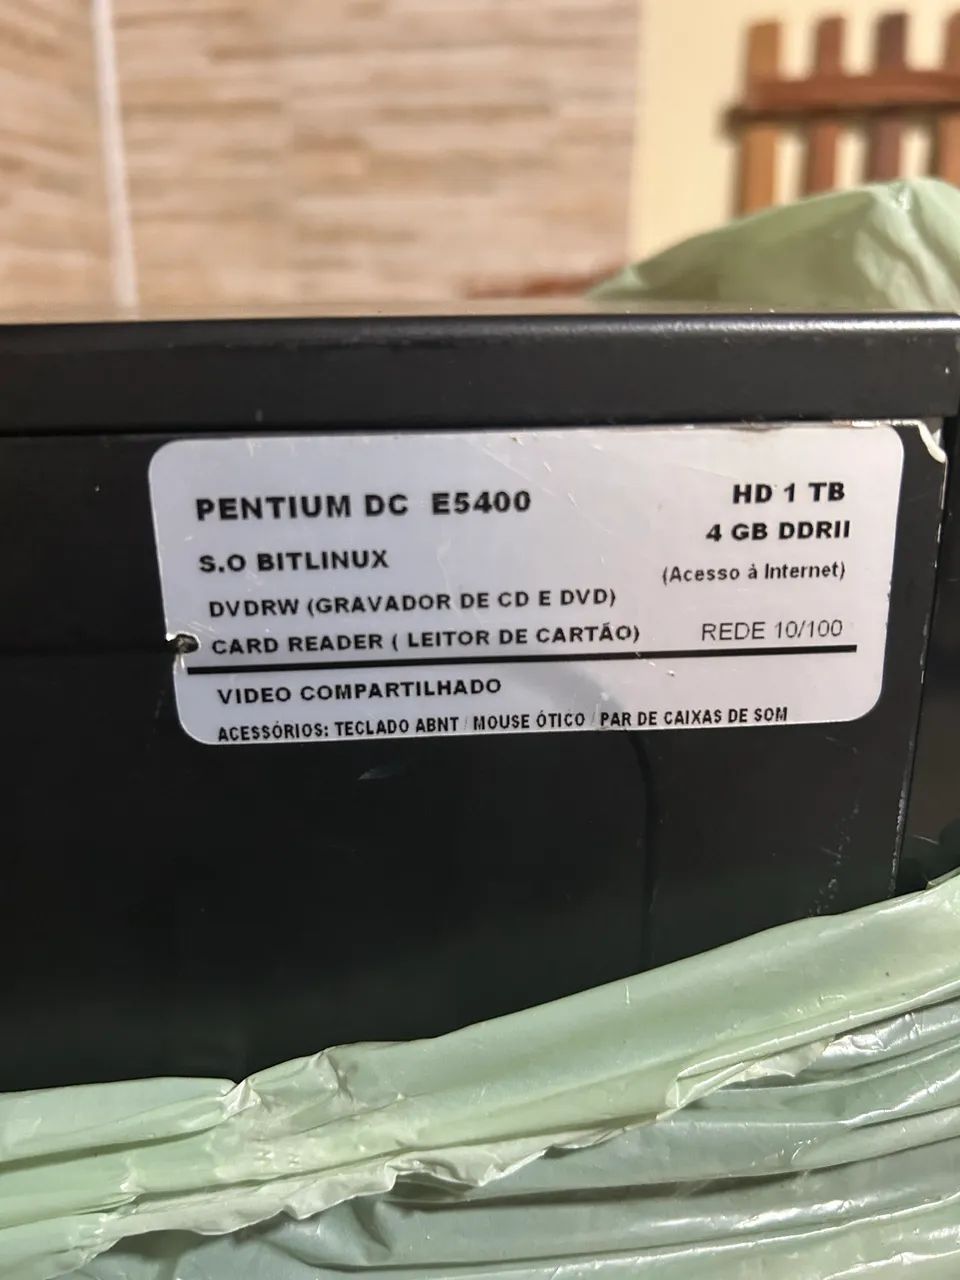 PENTIUM DC E5400
HD 1 TB
4 GB DDRII
S.O BITLINUX
(Acesso à Internet)
DVDRW (GRAVADOR DE CD E DVD)
CARD READER ( LEITOR DE CARTÃO)
REDE 10/100
VIDEO COMPARTILHADO
ACESSÓRIOS: TECLADO ABNT / MOUSE ÓTICO / PAR DE CAIXAS DE SOM